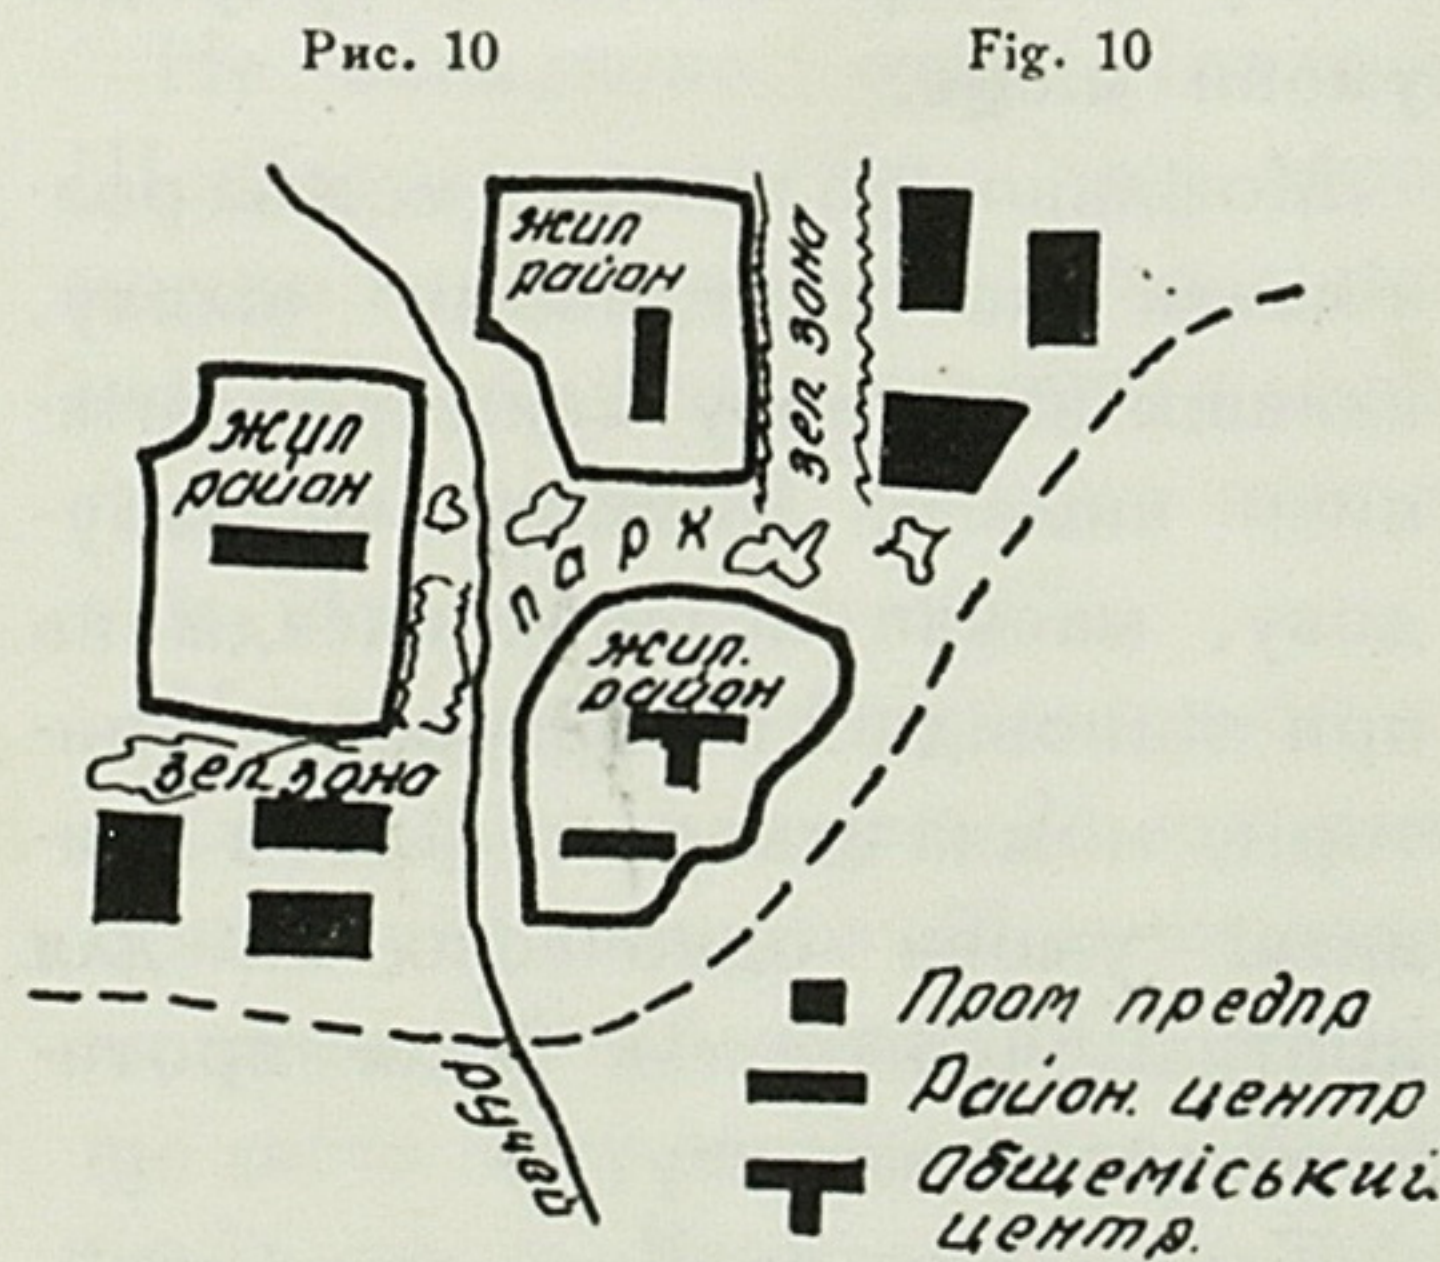 Рис. 10
Fig. 10
жил
район
зел зона
жил
район
парк
жил.
район
зел. зона
Пром предпр
Район. центр
Общеміський
центр.
ручей